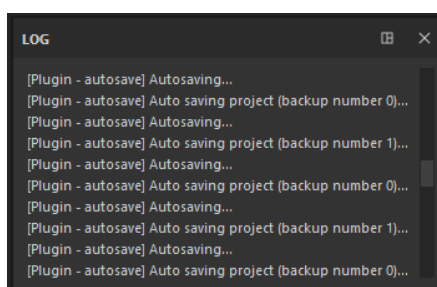 LOG
[Plugin - autosave] Autosaving...
[Plugin - autosave] Auto saving project (backup number 0)...
[Plugin - autosave] Autosaving...
[Plugin - autosave] Auto saving project (backup number 1)...
[Plugin - autosave] Autosaving...
[Plugin - autosave] Auto saving project (backup number 0)...
[Plugin - autosave] Autosaving...
[Plugin - autosave] Auto saving project (backup number 1)...
[Plugin - autosave] Autosaving...
[Plugin - autosave] Auto saving project (backup number 0)...